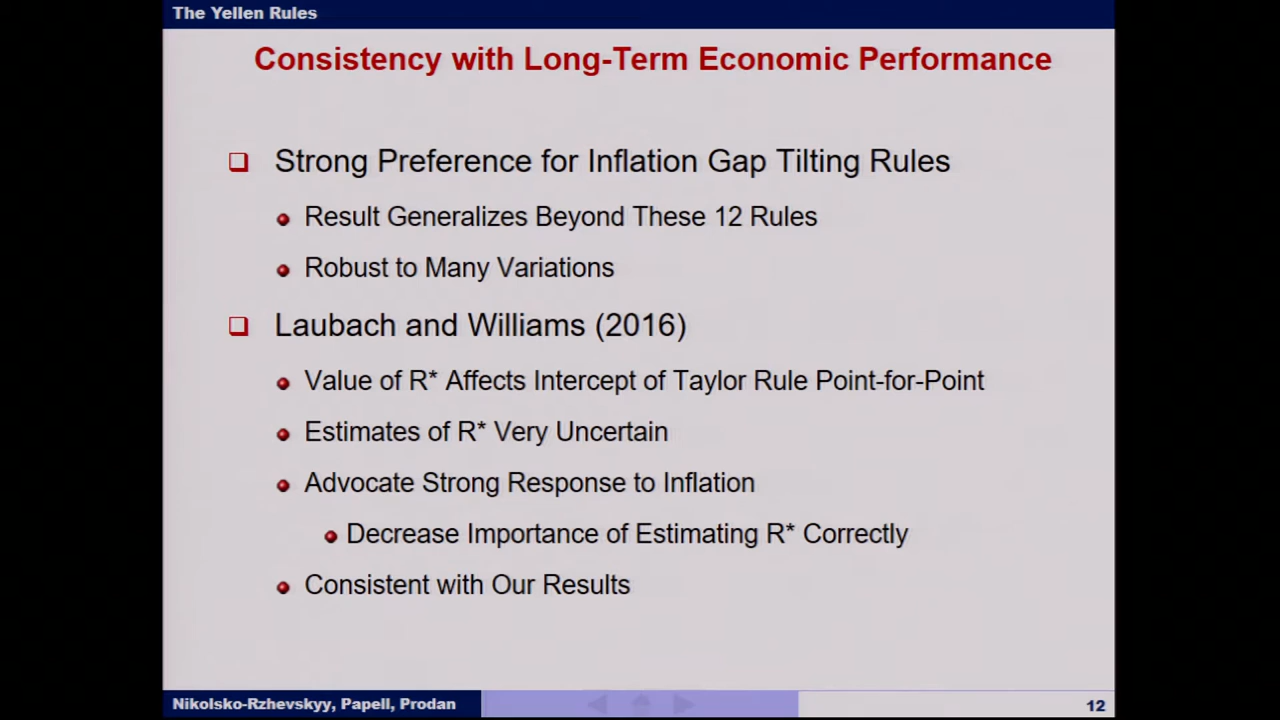 The Yellen Rules
Consistency with Long-Term Economic Performance
Strong Preference for Inflation Gap Tilting Rules
Result Generalizes Beyond These 12 Rules
Robust to Many Variations
Laubach and Williams (2016)
Value of R* Affects Intercept of Taylor Rule Point-for-Point
Estimates of R* Very Uncertain
Advocate Strong Response to Inflation
Decrease Importance of Estimating R* Correctly
Consistent with Our Results
Nikolsko-Rzhevskyy, Papell, Prodan
12